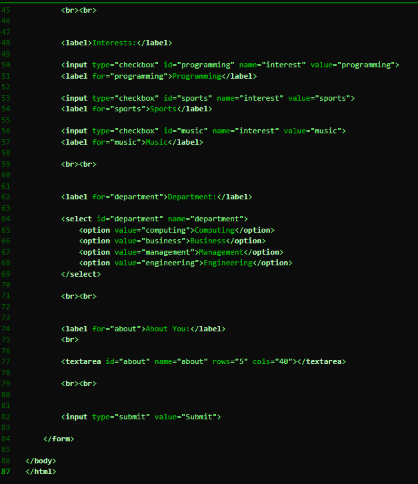 45 <br><br>
46
47
48 <label>Interests:</label>
49
50 <input type="checkbox" id="programming" name="interest" value="programming">
51 <label for="programming">Programming</label>
52
53 <input type="checkbox" id="sports" name="interest" value="sports">
54 <label for="sports">Sports</label>
55
56 <input type="checkbox" id="music" name="interest" value="music">
57 <label for="music">Music</label>
58
59 <br><br>
60
61
62 <label for="department">Department:</label>
63
64 <select id="department" name="department">
65 <option value="computing">Computing</option>
66 <option value="business">Business</option>
67 <option value="management">Management</option>
68 <option value="engineering">Engineering</option>
69 </select>
70
71 <br><br>
72
73
74 <label for="about">About You:</label>
75 <br>
76
77 <textarea id="about" name="about" rows="5" cols="40"></textarea>
78
79 <br><br>
80
81
82 <input type="submit" value="Submit">
83
84 </form>
85
86 </body>
87 </html>